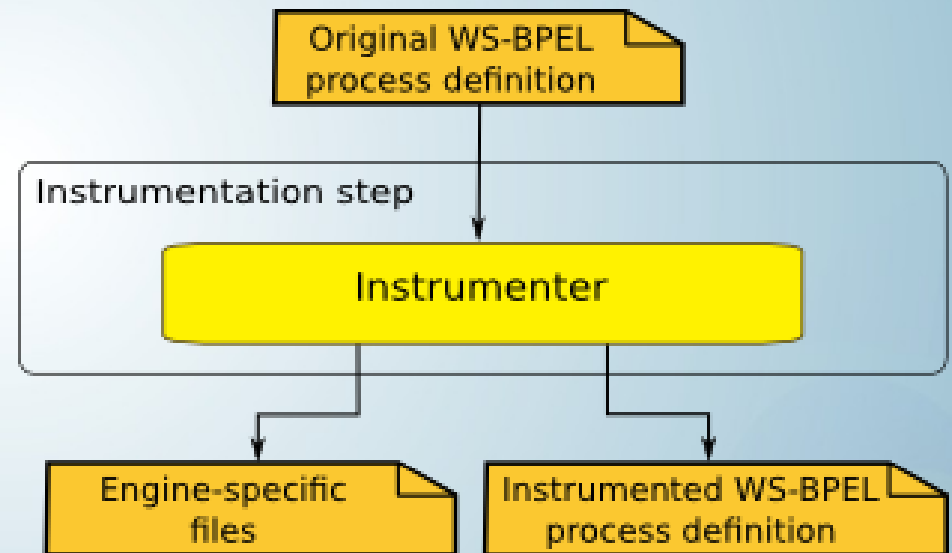 Original WS-BPEL
process definition
Instrumentation step
Instrumenter
Engine-specific
files
Instrumented WS-BPEL
process definition